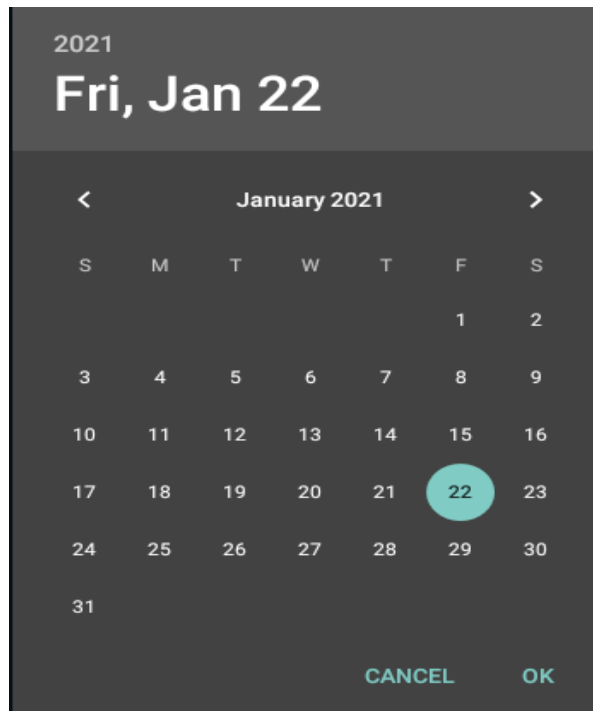 2021
Fri, Jan 22
January 2021
S M T W T F S
1 2
3 4 5 6 7 8 9
10 11 12 13 14 15 16
17 18 19 20 21 22 23
24 25 26 27 28 29 30
31
CANCEL OK